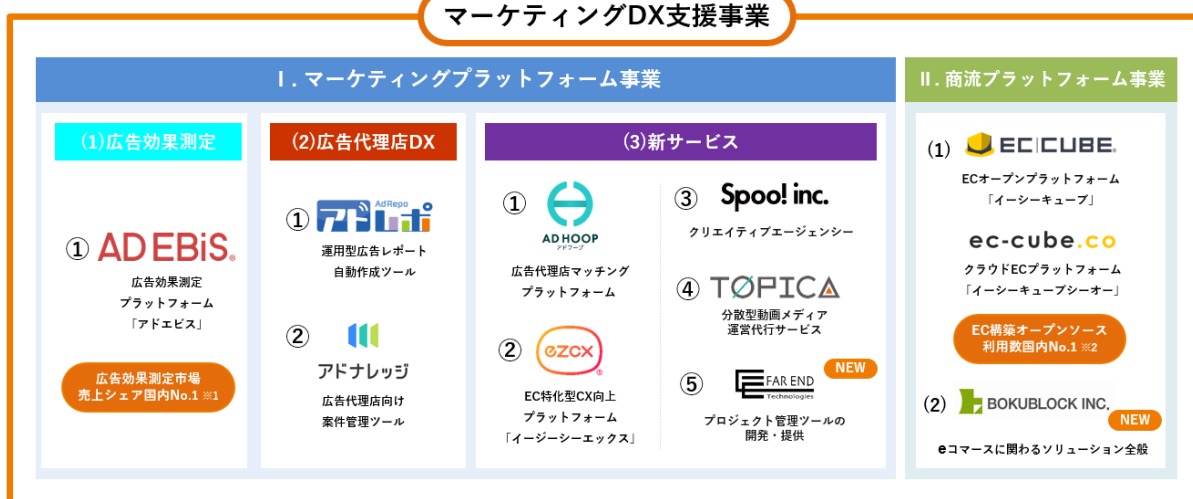 マーケティングDX支援事業
Ⅰ. マーケティングプラットフォーム事業
(1)広告効果測定
① AD EBiS®
広告効果測定
プラットフォーム
「アドエビス」
広告効果測定市場
売上シェア国内No.1 ※1
(2)広告代理店DX
① アドレポ AdRepo
運用型広告レポート
自動作成ツール
②
アドナレッジ
広告代理店向け
案件管理ツール
(3)新サービス
①
AD HOOP
アドフープ
広告代理店マッチング
プラットフォーム
② ezcx®
EC特化型CX向上
プラットフォーム
「イージーシーエックス」
③ Spoo! inc.
クリエイティブエージェンシー
④ TOPICA
分散型動画メディア
運営代行サービス
NEW
⑤ FAR END
Technologies
プロジェクト管理ツールの
開発・提供
Ⅱ. 商流プラットフォーム事業
(1) EC CUBE®
ECオープンプラットフォーム
「イーシーキューブ」
ec-cube.co
クラウドECプラットフォーム
「イーシーキューブシーオー」
EC構築オープンソース
利用数国内No.1 ※2
(2) BOKUBLOCK INC.
NEW
eコマースに関わるソリューション全般